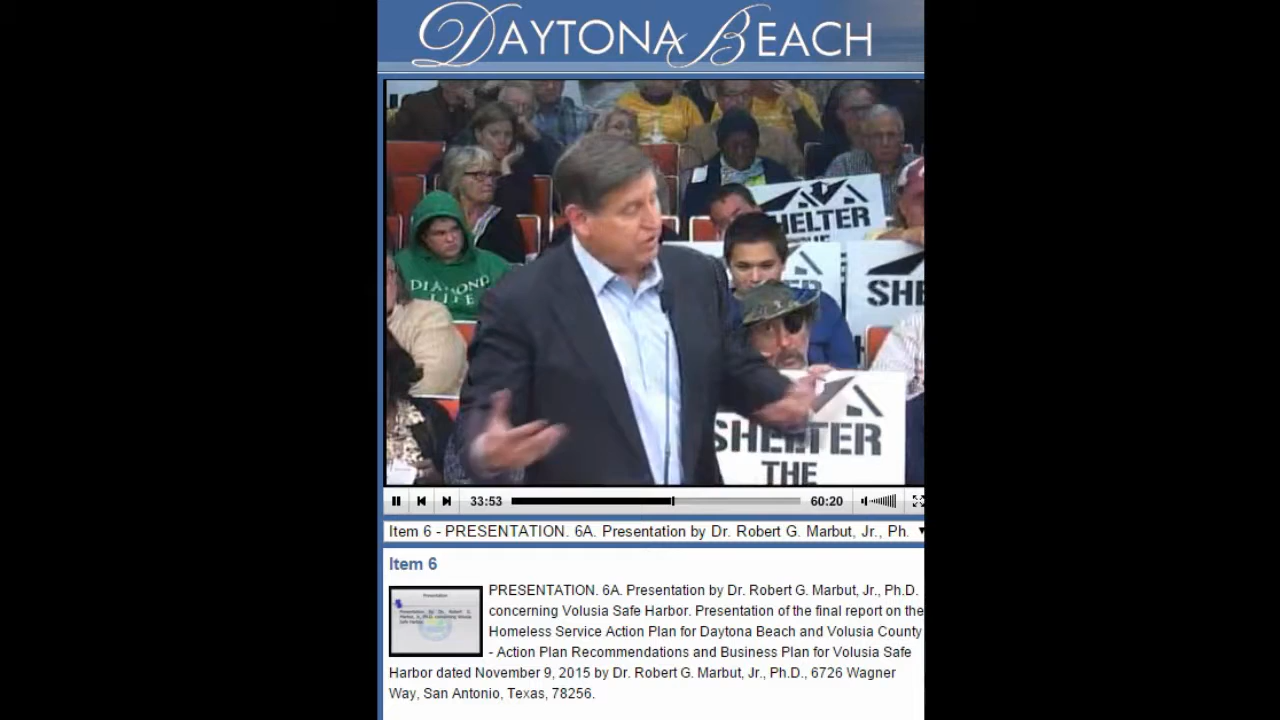 DAYTONA BEACH
SHELTER
THE
SHE
DIAMOND
LIFE
SHELTER
THE
33:53
60:20
Item 6 - PRESENTATION. 6A. Presentation by Dr. Robert G. Marbut, Jr., Ph.
Item 6
PRESENTATION. 6A. Presentation by Dr. Robert G. Marbut, Jr., Ph.D.
concerning Volusia Safe Harbor. Presentation of the final report on the
Homeless Service Action Plan for Daytona Beach and Volusia County
- Action Plan Recommendations and Business Plan for Volusia Safe
Harbor dated November 9, 2015 by Dr. Robert G. Marbut, Jr., Ph.D., 6726 Wagner
Way, San Antonio, Texas, 78256.